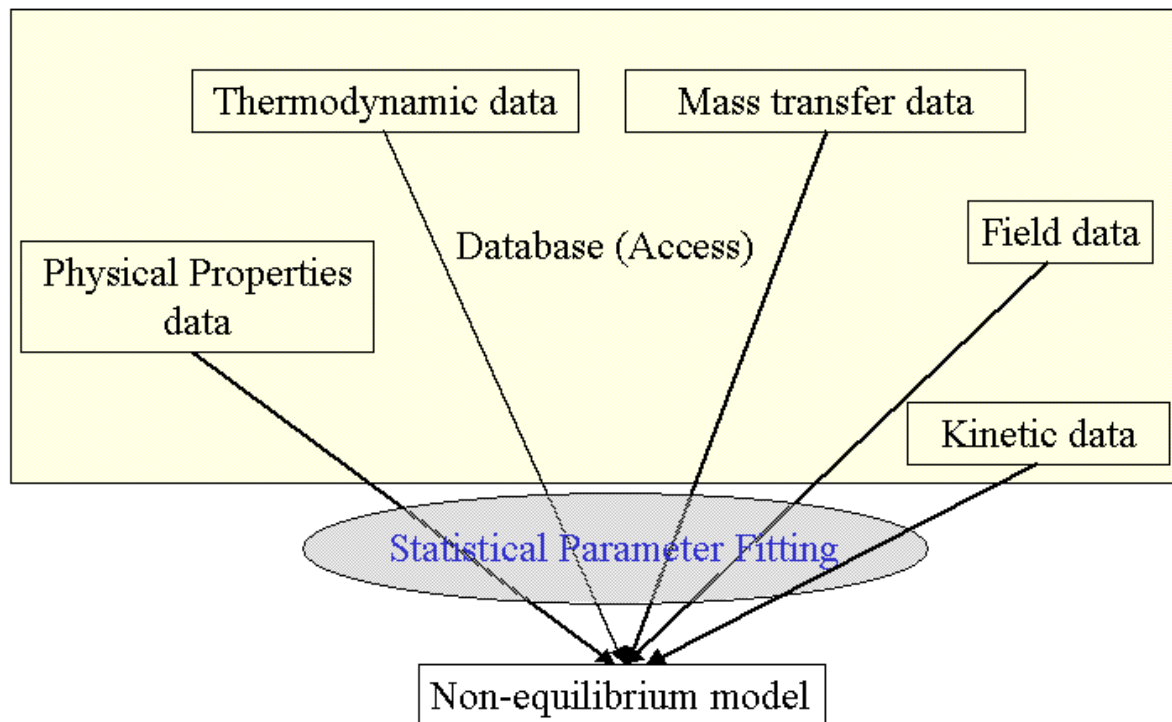 Thermodynamic data
Mass transfer data
Field data
Database (Access)
Physical Properties
data
Kinetic data
Statistical Parameter Fitting
Non-equilibrium model